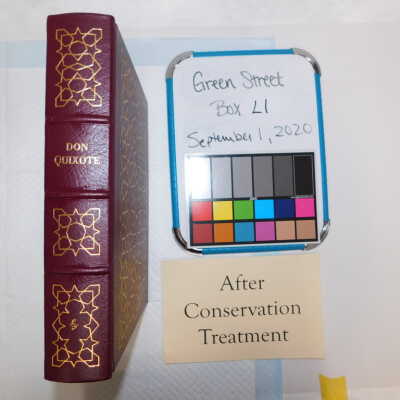 DON
QUIXOTE
Green Street
Box L1
September 1, 2020
After
Conservation
Treatment